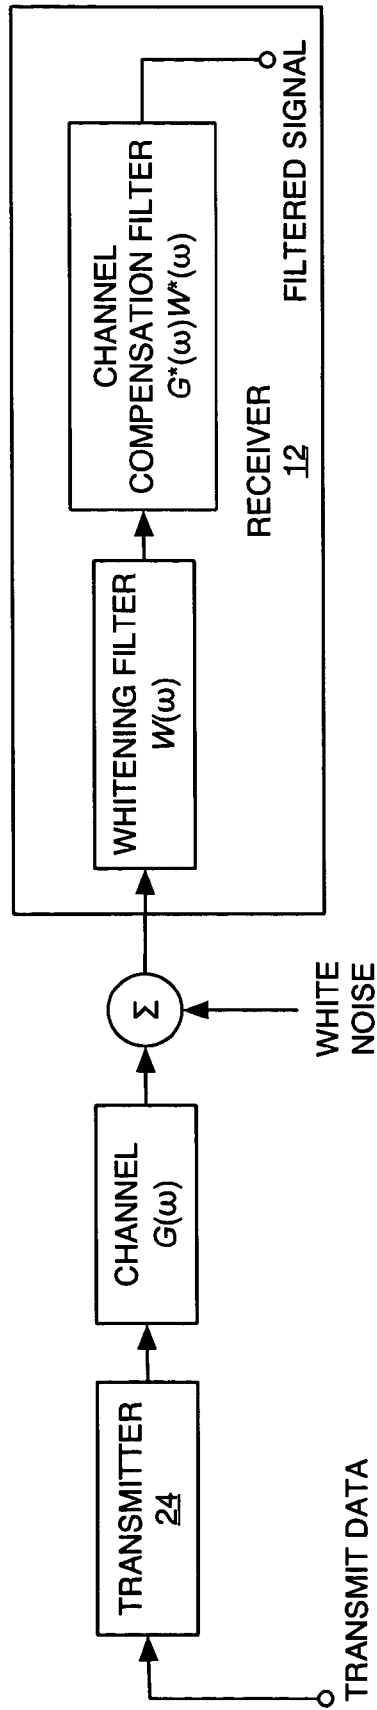 TRANSMIT DATA
TRANSMITTER
24
CHANNEL
G(ω)
Σ
WHITE
NOISE
WHITENING FILTER
W(ω)
CHANNEL
COMPENSATION FILTER
G*(ω)W*(ω)
RECEIVER
12
FILTERED SIGNAL